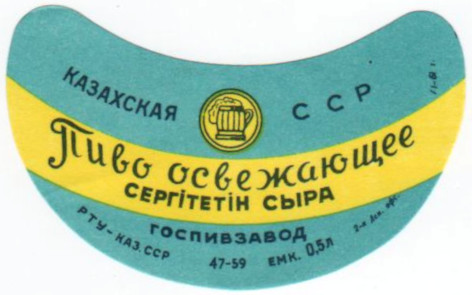 КАЗАХСКАЯ ССР
Пиво освежающее
СЕРГІТЕТІН СЫРА
ГОСПИВЗАВОД
РТУ-КАЗ.ССР 47-59 ЕМК. 0,5л